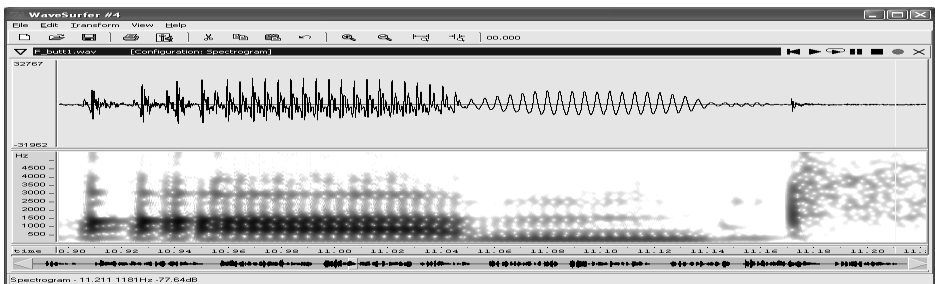 WaveSurfer #4
File Edit Transform View Help
00.000
F_butt1.wav [Configuration: Spectrogram]
32767
-31962
Hz
4500
4000
3500
3000
2500
2000
1500
1000
500
time 10.90 10.92 10.94 10.96 10.98 11.00 11.02 11.04 11.06 11.08 11.10 11.12 11.14 11.16 11.18 11.20
Spectrogram - 11.211 1181Hz -77.64dB